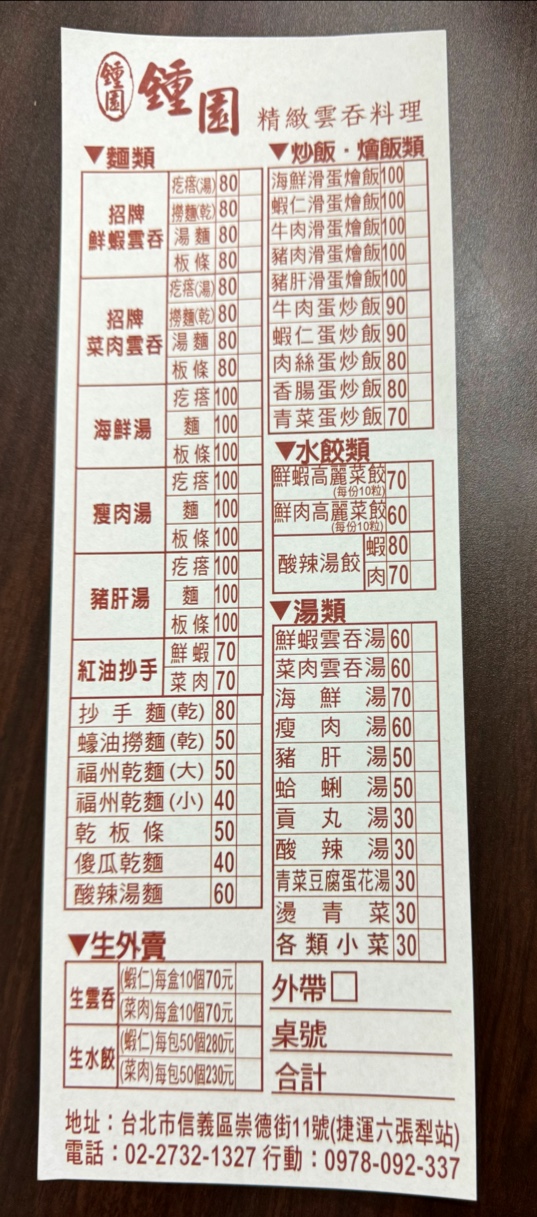 鍾園
鍾園
精緻雲吞料理
▼麵類
招牌
鮮蝦雲吞
疙瘩(湯) 80
撈麵(乾) 80
湯麵 80
板條 80
招牌
菜肉雲吞
疙瘩(湯) 80
撈麵(乾) 80
湯麵 80
板條 80
海鮮湯
疙瘩 100
麵 100
板條 100
瘦肉湯
疙瘩 100
麵 100
板條 100
豬肝湯
疙瘩 100
麵 100
板條 100
紅油抄手
鮮蝦 70
菜肉 70
抄手麵(乾) 80
蠔油撈麵(乾) 50
福州乾麵(大) 50
福州乾麵(小) 40
乾板條 50
傻瓜乾麵 40
酸辣湯麵 60
▼生外賣
生雲吞
(蝦仁)每盒10個70元
(菜肉)每盒10個70元
生水餃
(蝦仁)每包50個280元
(菜肉)每包50個230元
▼炒飯・燴飯類
海鮮滑蛋燴飯 100
蝦仁滑蛋燴飯 100
牛肉滑蛋燴飯 100
豬肉滑蛋燴飯 100
豬肝滑蛋燴飯 100
牛肉蛋炒飯 90
蝦仁蛋炒飯 90
肉絲蛋炒飯 80
香腸蛋炒飯 80
青菜蛋炒飯 70
▼水餃類
鮮蝦高麗菜餃 70
(每份10粒)
鮮肉高麗菜餃 60
(每份10粒)
酸辣湯餃
蝦 80
肉 70
▼湯類
鮮蝦雲吞湯 60
菜肉雲吞湯 60
海鮮湯 70
瘦肉湯 60
豬肝湯 50
蛤蜊湯 50
貢丸湯 30
酸辣湯 30
青菜豆腐蛋花湯 30
燙青菜 30
各類小菜 30
外帶□
桌號
合計
地址：台北市信義區崇德街11號(捷運六張犁站)
電話：02-2732-1327 行動：0978-092-337